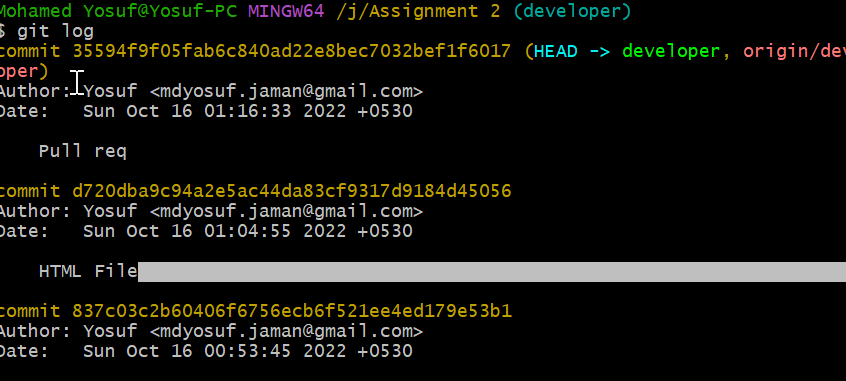 Mohamed Yosuf@Yosuf-PC MINGW64 /j/Assignment 2 (developer)
$ git log
commit 35594f9f05fab6c840ad22e8bec7032bef1f6017 (HEAD -> developer, origin/dev
oper)
Author: Yosuf <mdyosuf.jaman@gmail.com>
Date:   Sun Oct 16 01:16:33 2022 +0530
Pull req
commit d720dba9c94a2e5ac44da83cf9317d9184d45056
Author: Yosuf <mdyosuf.jaman@gmail.com>
Date:   Sun Oct 16 01:04:55 2022 +0530
HTML File
commit 837c03c2b60406f6756ecb6f521ee4ed179e53b1
Author: Yosuf <mdyosuf.jaman@gmail.com>
Date:   Sun Oct 16 00:53:45 2022 +0530